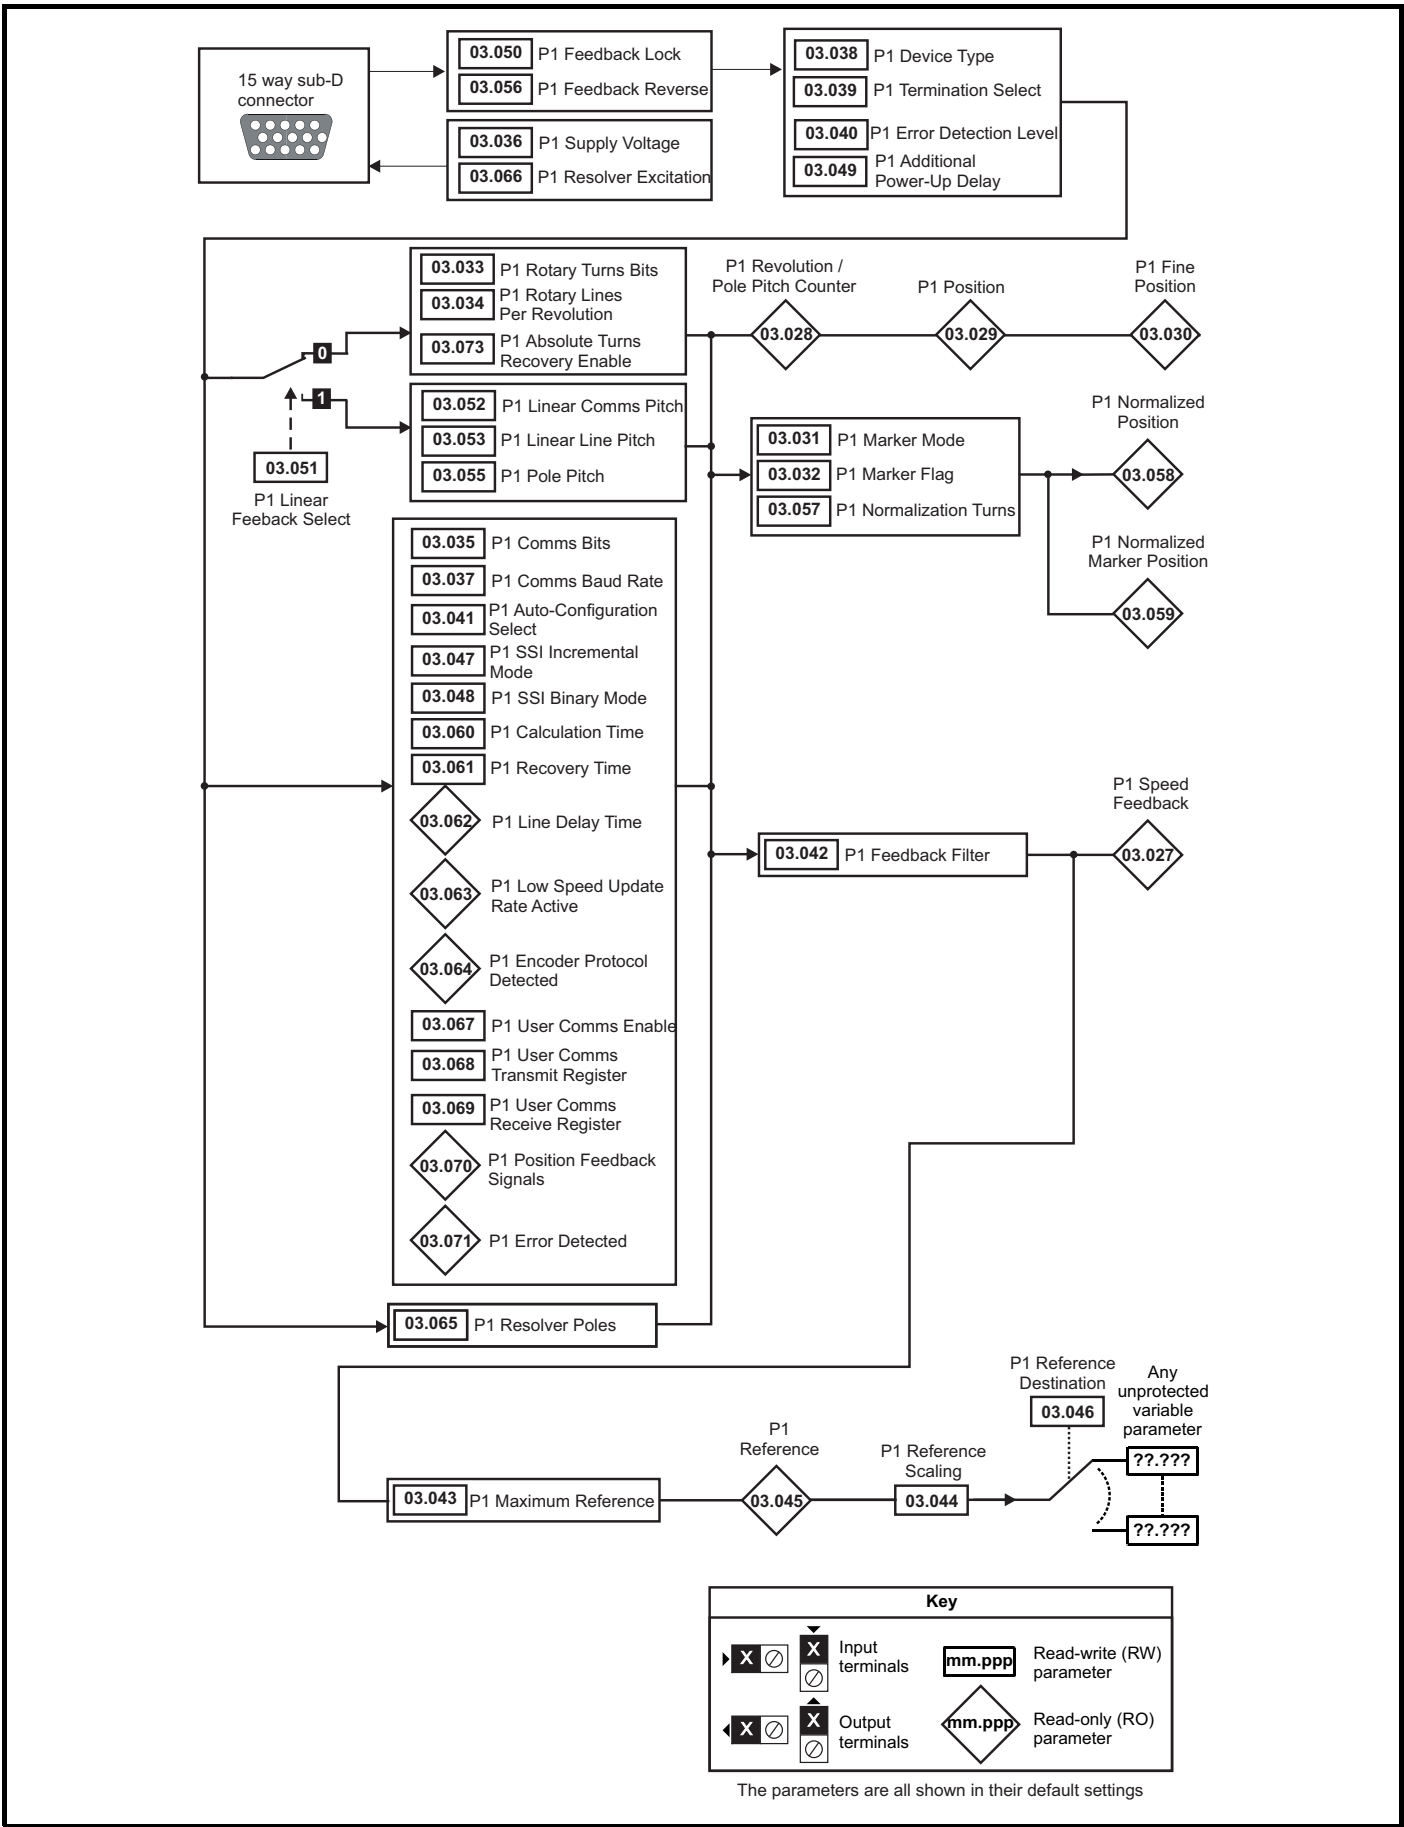 15 way sub-D
connector
03.050 P1 Feedback Lock
03.056 P1 Feedback Reverse
03.036 P1 Supply Voltage
03.066 P1 Resolver Excitation
03.038 P1 Device Type
03.039 P1 Termination Select
03.040 P1 Error Detection Level
03.049 P1 Additional
Power-Up Delay
0
1
03.051
P1 Linear
Feeback Select
03.033 P1 Rotary Turns Bits
03.034 P1 Rotary Lines
Per Revolution
03.073 P1 Absolute Turns
Recovery Enable
03.052 P1 Linear Comms Pitch
03.053 P1 Linear Line Pitch
03.055 P1 Pole Pitch
P1 Revolution /
Pole Pitch Counter
03.028
P1 Position
03.029
P1 Fine
Position
03.030
03.031 P1 Marker Mode
03.032 P1 Marker Flag
03.057 P1 Normalization Turns
P1 Normalized
Position
03.058
P1 Normalized
Marker Position
03.059
03.035 P1 Comms Bits
03.037 P1 Comms Baud Rate
03.041 P1 Auto-Configuration
Select
03.047 P1 SSI Incremental
Mode
03.048 P1 SSI Binary Mode
03.060 P1 Calculation Time
03.061 P1 Recovery Time
03.062 P1 Line Delay Time
03.063 P1 Low Speed Update
Rate Active
03.064 P1 Encoder Protocol
Detected
03.067 P1 User Comms Enable
03.068 P1 User Comms
Transmit Register
03.069 P1 User Comms
Receive Register
03.070 P1 Position Feedback
Signals
03.071 P1 Error Detected
03.042 P1 Feedback Filter
P1 Speed
Feedback
03.027
03.065 P1 Resolver Poles
03.043 P1 Maximum Reference
P1
Reference
03.045
P1 Reference
Scaling
03.044
P1 Reference
Destination
03.046
Any
unprotected
variable
parameter
??.???
??.???
Key
X
X
Input
terminals
mm.ppp
Read-write (RW)
parameter
X
X
Output
terminals
mm.ppp
Read-only (RO)
parameter
The parameters are all shown in their default settings